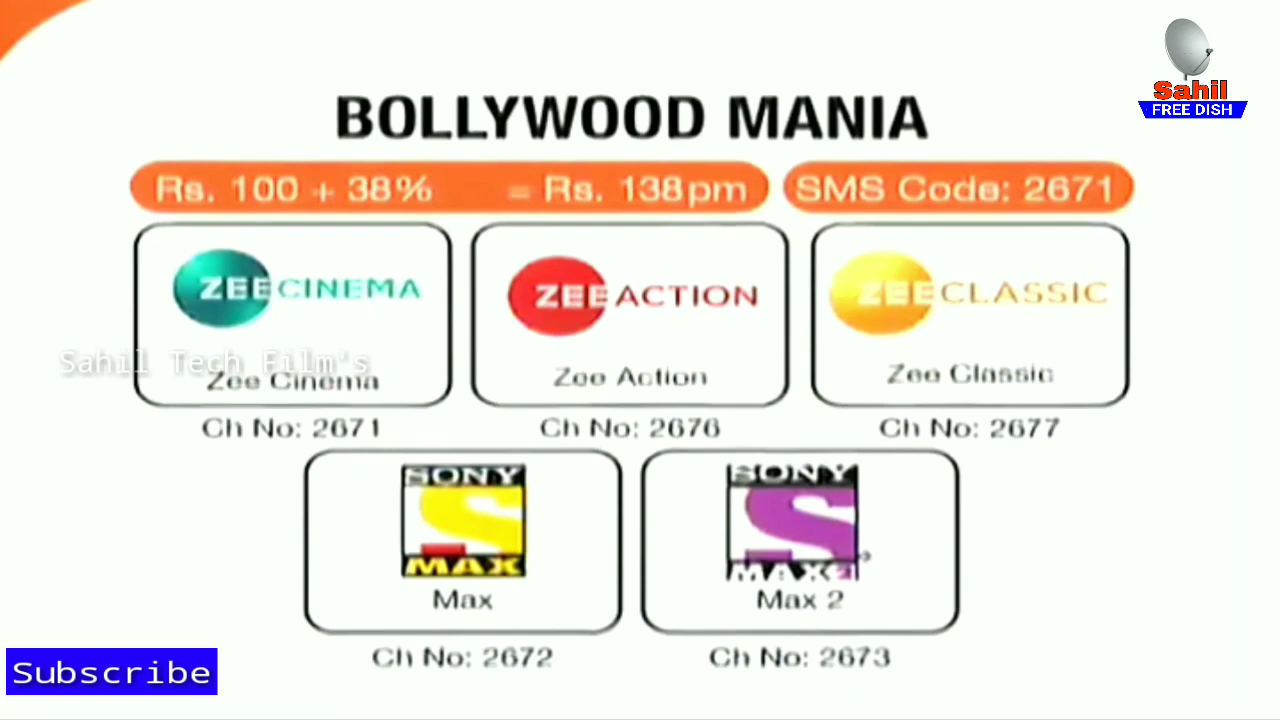 Sahil
FREE DISH
BOLLYWOOD MANIA
Rs. 100 + 38% = Rs. 138pm
SMS Code: 2671
ZEE CINEMA
Zee Cinema
Ch No: 2671
ZEE ACTION
Zee Action
Ch No: 2676
ZEE CLASSIC
Zee Classic
Ch No: 2677
Sahil Tech Film's
SONY
MAX
Max
Ch No: 2672
SONY
MAX2
Max 2
Ch No: 2673
Subscribe